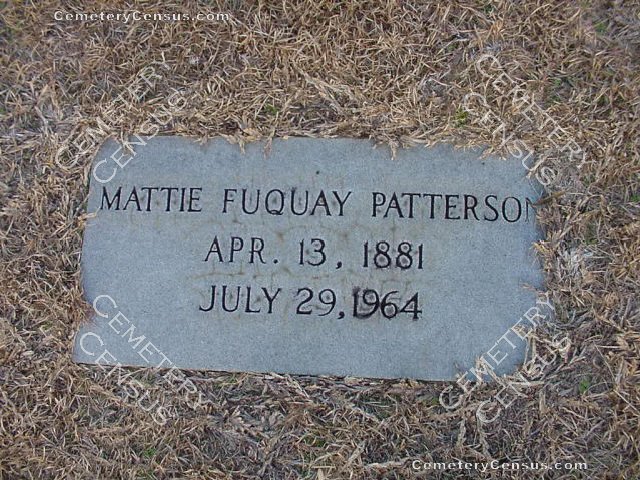 CemeteryCensus.com
CEMETERY CENSUS
CEMETERY CENSUS
MATTIE FUQUAY PATTERSON
APR. 13, 1881
JULY 29, 1964
CEMETERY CENSUS
CEMETERY CENSUS
CemeteryCensus.com